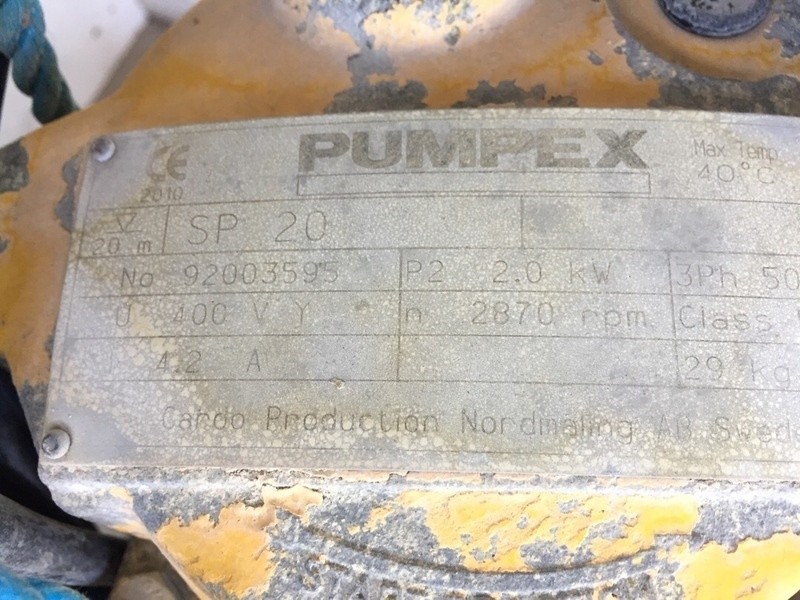 CE PUMPEX Max Temp
2010 40°C
SP 20
20 m
No 92003595 P2 2.0 kW 3Ph 50
U 400 V Y n 2870 rpm Class
4.2 A 29 kg
Cardo Production Nordmaling AB Swed